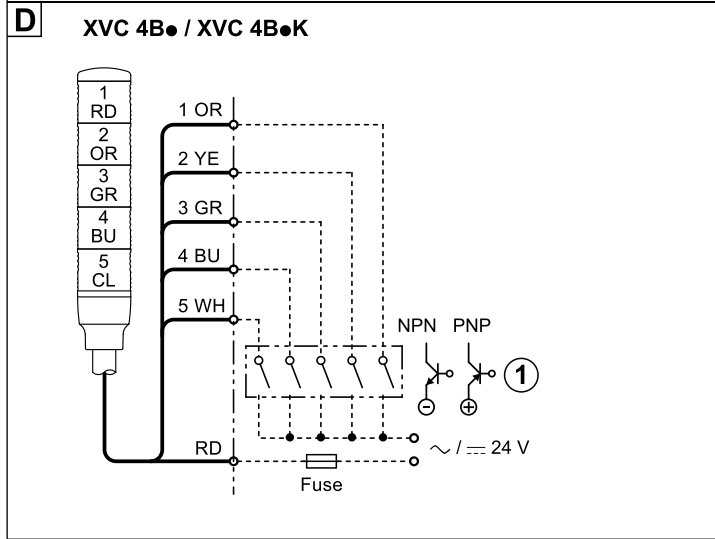 D
XVC 4B● / XVC 4B●K
1
RD
2
OR
3
GR
4
BU
5
CL
1 OR
2 YE
3 GR
4 BU
5 WH
NPN PNP
1
RD
Fuse
∼ / ⎓ 24 V